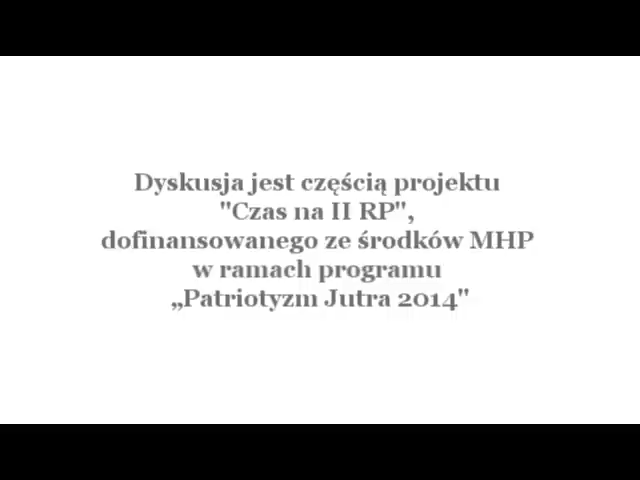 Dyskusja jest częścią projektu
"Czas na II RP",
dofinansowanego ze środków MHP
w ramach programu
„Patriotyzm Jutra 2014"